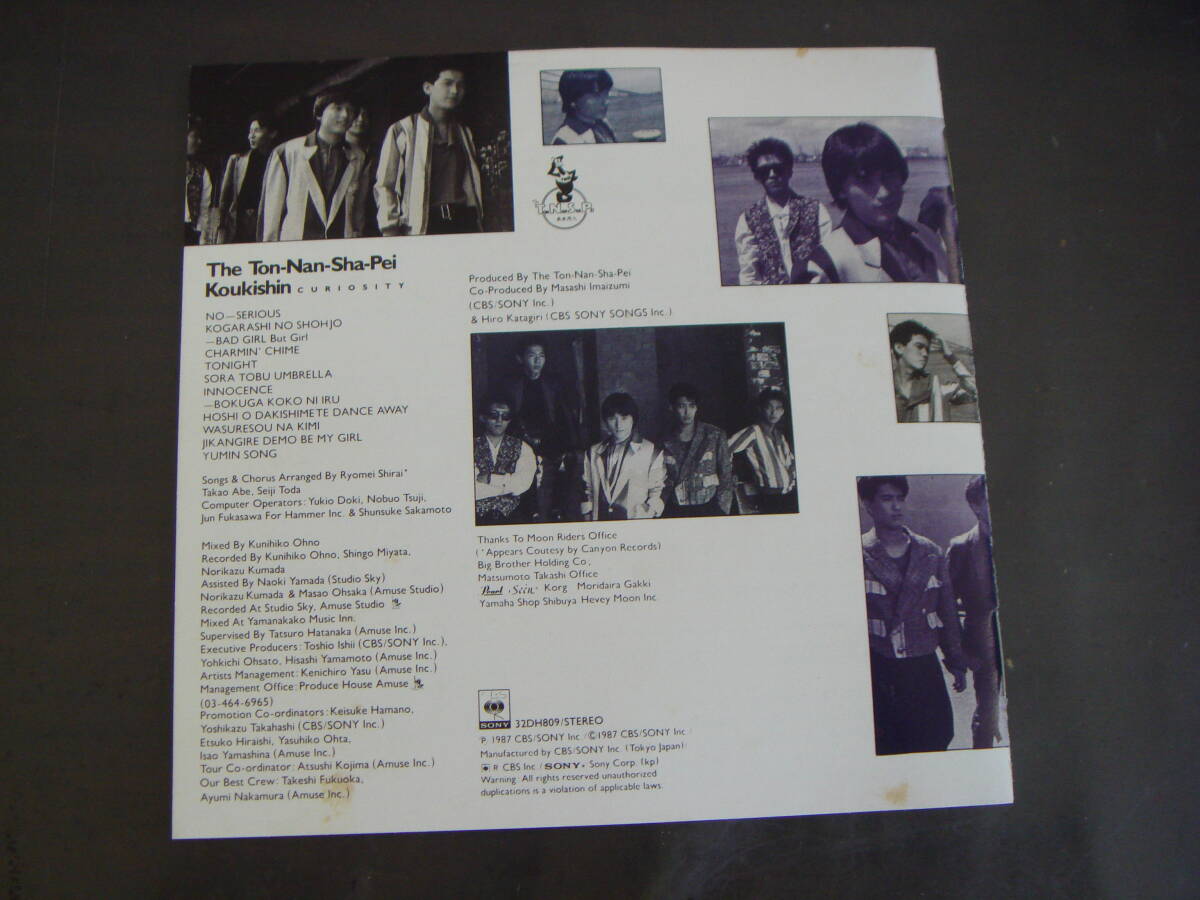 The Ton-Nan-Sha-Pei
Koukishin CURIOSITY
NO—SERIOUS
KOGARASHI NO SHOHJO
—BAD GIRL But Girl
CHARMIN' CHIME
TONIGHT
SORA TOBU UMBRELLA
INNOCENCE
—BOKUGA KOKO NI IRU
HOSHI O DAKISHIMETE DANCE AWAY
WASURESOU NA KIMI
JIKANGIRE DEMO BE MY GIRL
YUMIN SONG
Songs & Chorus Arranged By Ryomei Shirai*
Takao Abe, Seiji Toda
Computer Operators: Yukio Doki, Nobuo Tsuji,
Jun Fukasawa For Hammer Inc. & Shunsuke Sakamoto
Mixed By Kunihiko Ohno
Recorded By Kunihiko Ohno, Shingo Miyata,
Norikazu Kumada
Assisted By Naoki Yamada (Studio Sky)
Norikazu Kumada & Masao Ohsaka (Amuse Studio)
Recorded At Studio Sky, Amuse Studio
Mixed At Yamanakako Music Inn.
Supervised By Tatsuro Hatanaka (Amuse Inc.)
Executive Producers: Toshio Ishii (CBS/SONY Inc.),
Yohkichi Ohsato, Hisashi Yamamoto (Amuse Inc.)
Artists Management: Kenichiro Yasu (Amuse Inc.)
Management Office: Produce House Amuse
(03-464-6965)
Promotion Co-ordinators: Keisuke Hamano,
Yoshikazu Takahashi (CBS/SONY Inc.)
Etsuko Hiraishi, Yasuhiko Ohta,
Isao Yamashina (Amuse Inc.)
Tour Co-ordinator: Atsushi Kojima (Amuse Inc.)
Our Best Crew: Takeshi Fukuoka,
Ayumi Nakamura (Amuse Inc.)
T.N.S.P.
Produced By The Ton-Nan-Sha-Pei
Co-Produced By Masashi Imaizumi
(CBS/SONY Inc.)
& Hiro Katagiri (CBS SONY SONGS Inc.)
Thanks To Moon Riders Office
(*Appears Coutesy by Canyon Records)
Big Brother Holding Co,
Matsumoto Takashi Office
Pearl Korg Moridaira Gakki
Yamaha Shop Shibuya Hevey Moon Inc.
CBS
SONY
32DH809/STEREO
Ⓟ 1987 CBS/SONY Inc./©1987 CBS/SONY Inc./
Manufactured by CBS/SONY Inc. (Tokyo Japan)/
® CBS Inc./SONY. Sony Corp. (kp)
Warning: All rights reserved unauthorized
duplications is a violation of applicable laws.